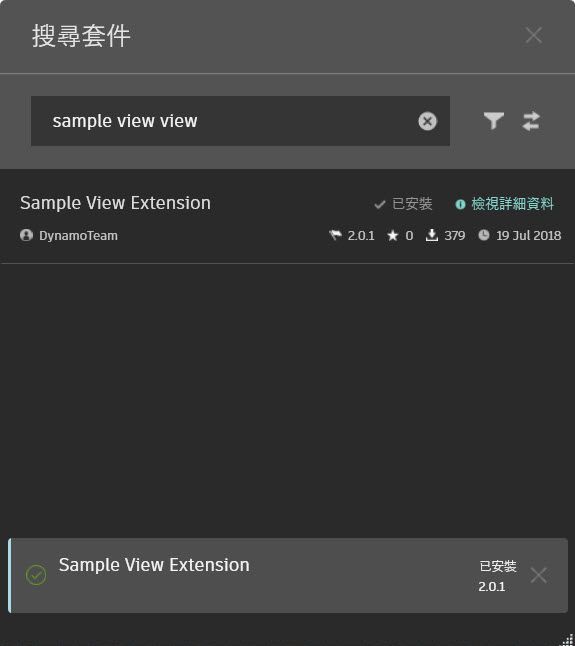 搜尋套件
sample view view
Sample View Extension 已安裝 檢視詳細資料
DynamoTeam 2.0.1 0 379 19 Jul 2018
Sample View Extension 已安裝
2.0.1